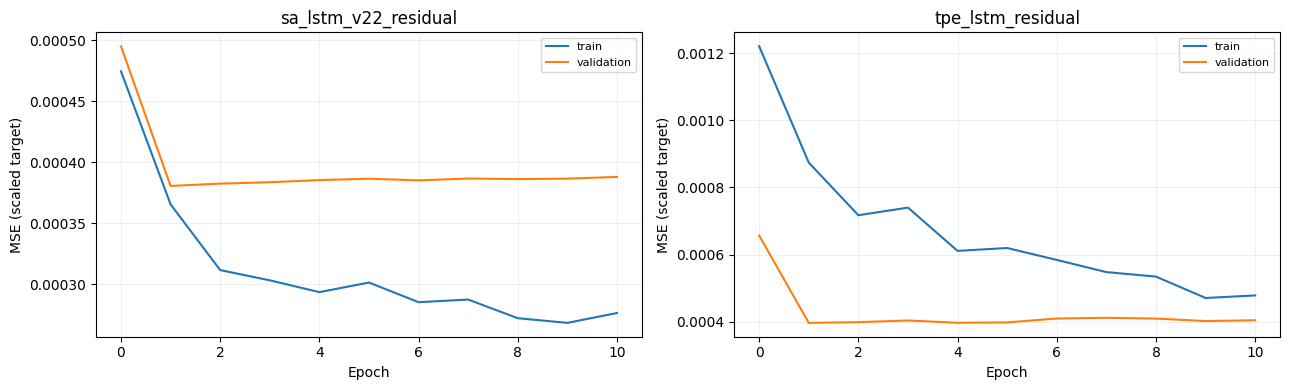 sa_lstm_v22_residual
train
validation
MSE (scaled target)
0.00050
0.00045
0.00040
0.00035
0.00030
0 2 4 6 8 10
Epoch
tpe_lstm_residual
train
validation
MSE (scaled target)
0.0012
0.0010
0.0008
0.0006
0.0004
0 2 4 6 8 10
Epoch